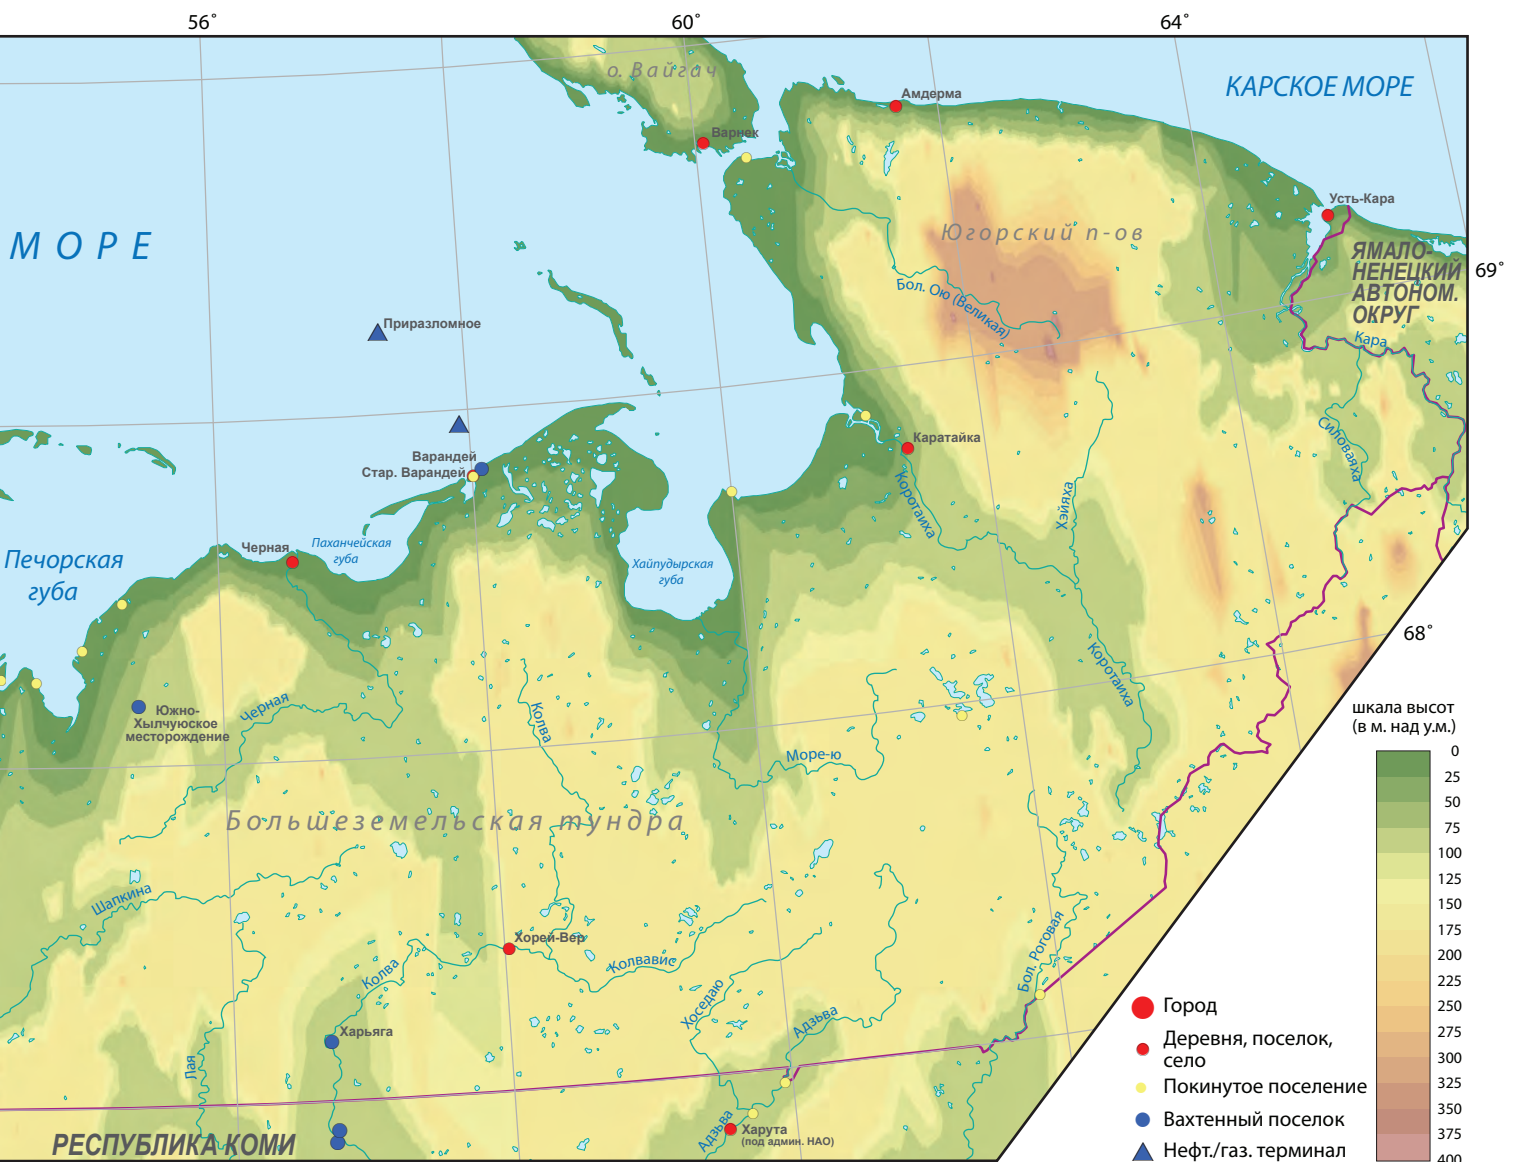 56°
60°
64°
о. Вайгач
КАРСКОЕ МОРЕ
Амдерма
Варнек
Усть-Кара
МОРЕ
Югорский п-ов
ЯМАЛО-
НЕНЕЦКИЙ
АВТОНОМ.
ОКРУГ
69°
Бол. Ою (Великая)
Приразломное
Кара
Силоваяха
Каратайка
Варандей
Стар. Варандей
Коротаиха
Хэйяха
Черная
Паханчейская
губа
Печорская
губа
Хайпудырская
губа
68°
Коротаиха
Южно-
Хылчуюское
месторождение
Черная
Колва
Море-ю
Большеземельская тундра
Шапкина
Хорей-Вер
Колва
Колвавис
Хоседаю
Адзьва
Бол. Роговая
Харьяга
Лая
Адзьва
Харута
(под админ. НАО)
РЕСПУБЛИКА КОМИ
шкала высот
(в м. над у.м.)
0
25
50
75
100
125
150
175
200
225
250
275
300
325
350
375
400
Город
Деревня, поселок,
село
Покинутое поселение
Вахтенный поселок
Нефт./газ. терминал